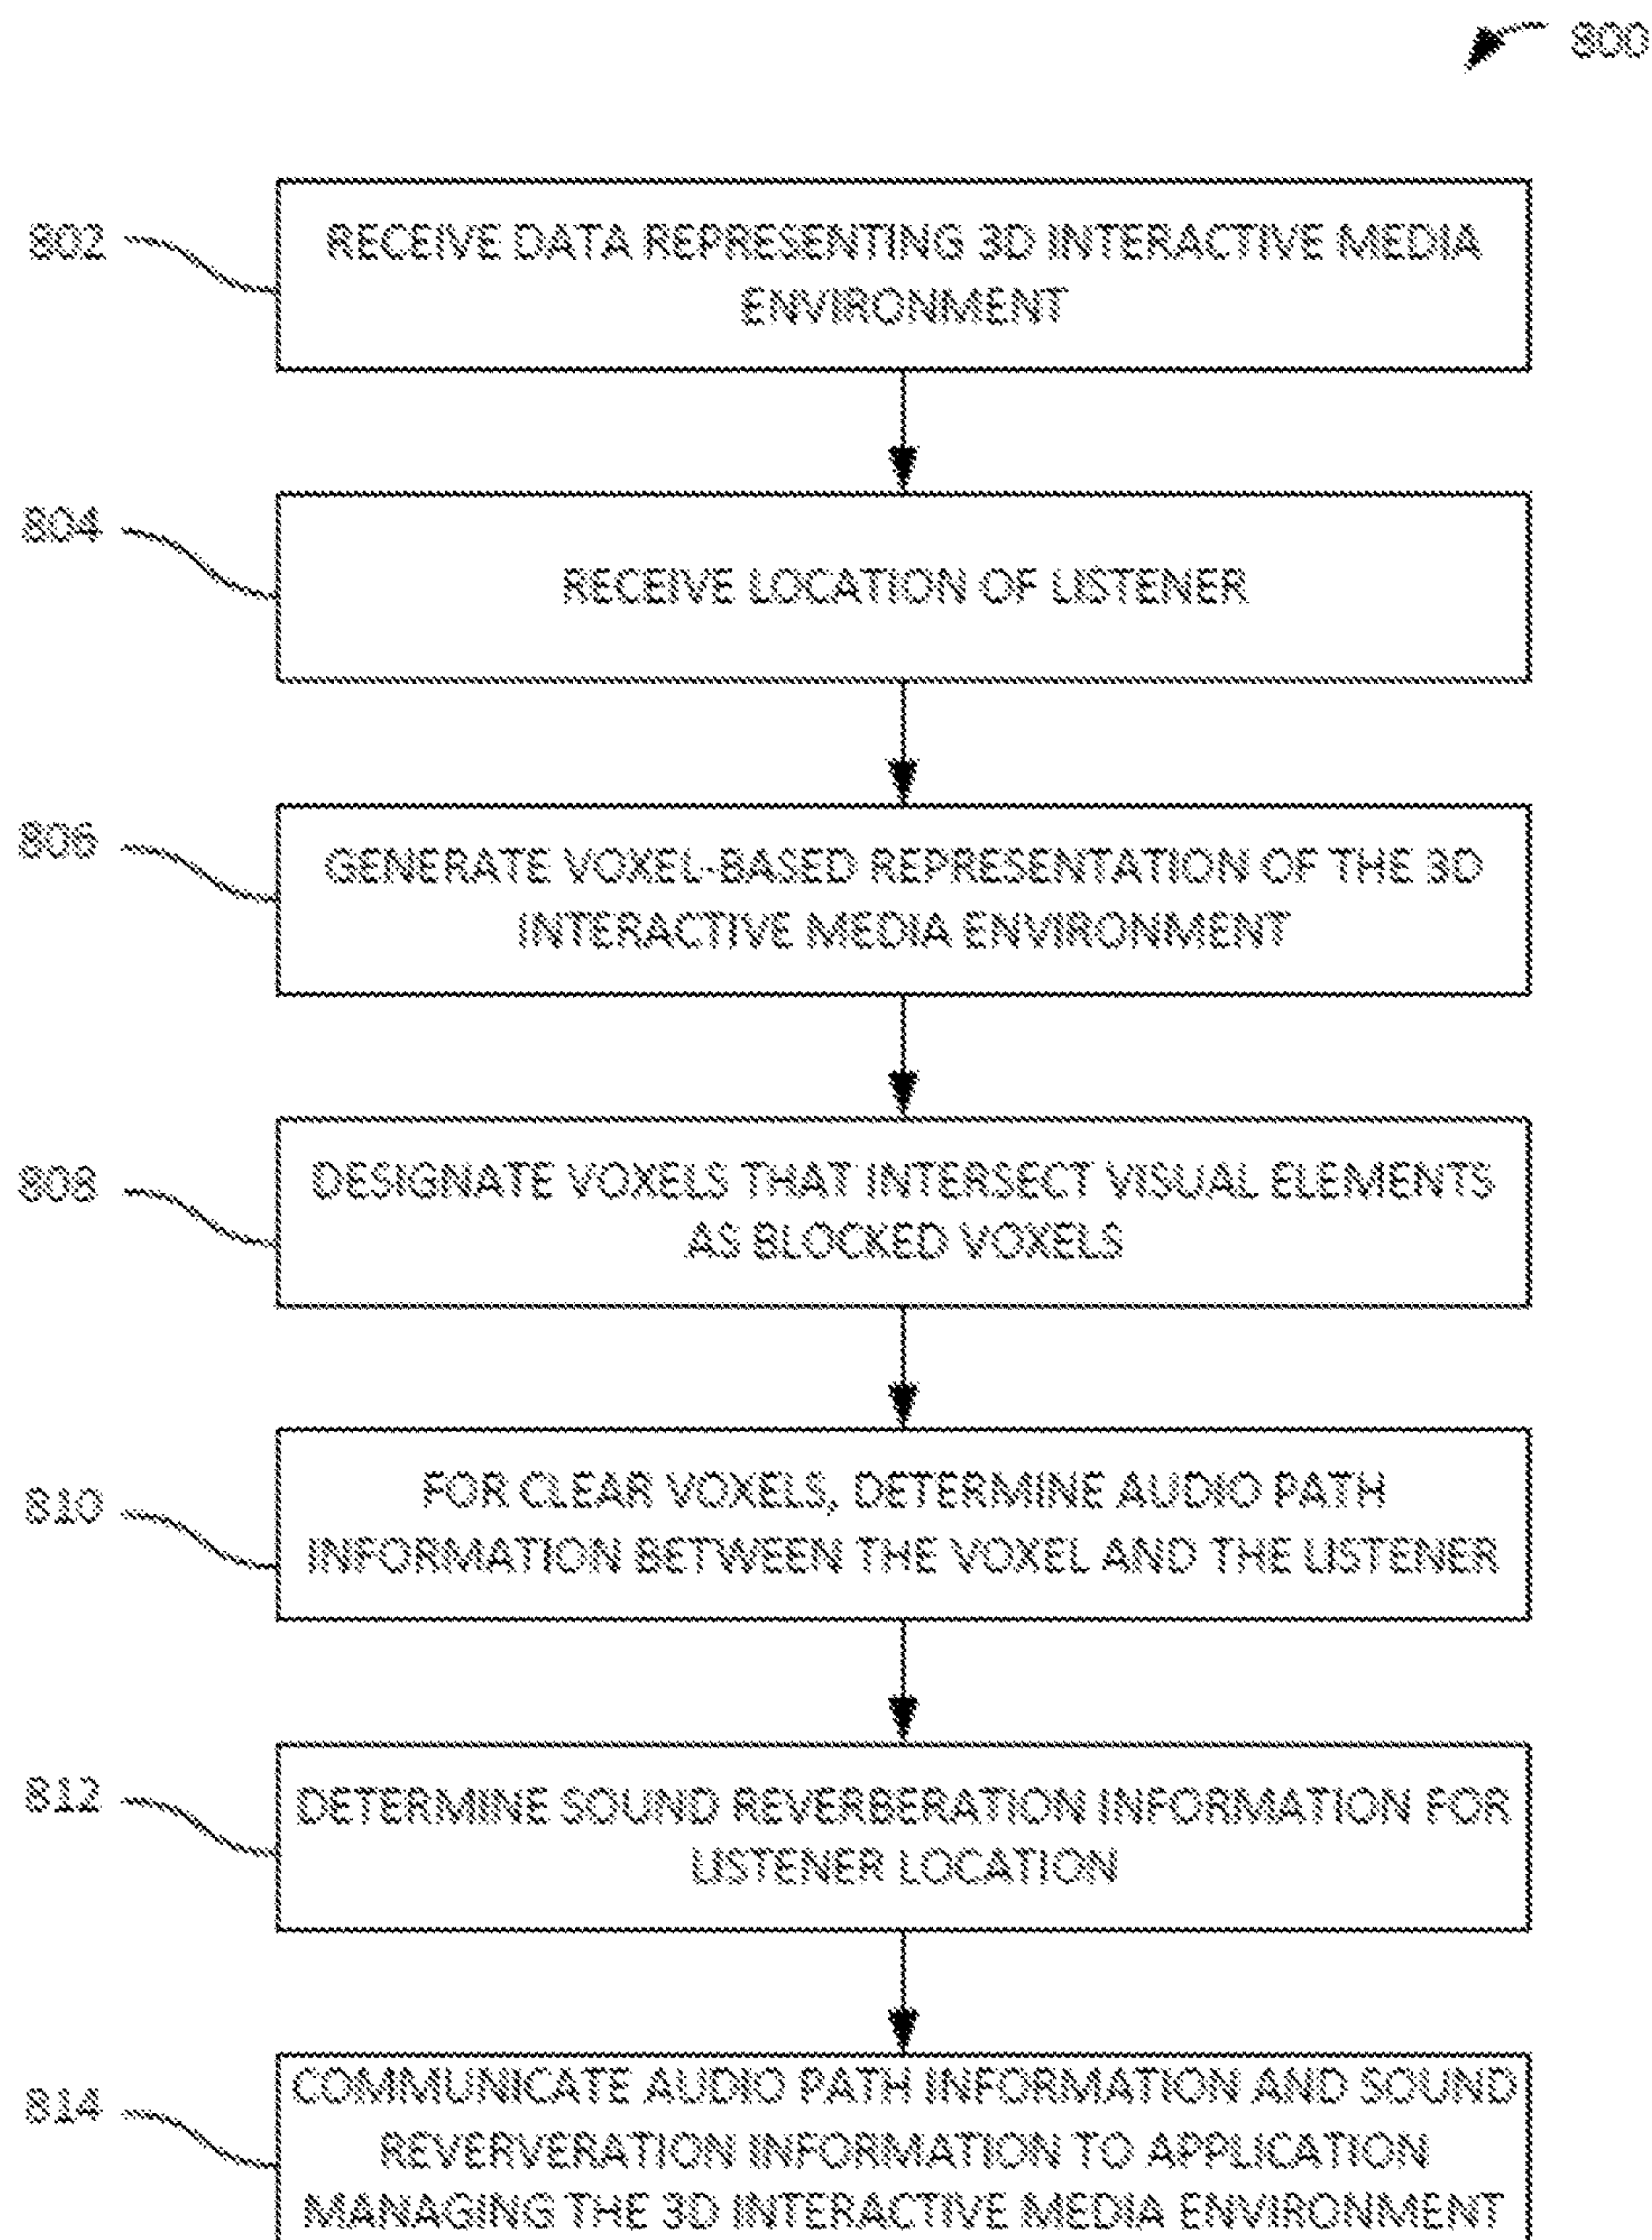 800
802
RECEIVE DATA REPRESENTING 3D INTERACTIVE MEDIA
ENVIRONMENT
804
RECEIVE LOCATION OF LISTENER
806
GENERATE VOXEL-BASED REPRESENTATION OF THE 3D
INTERACTIVE MEDIA ENVIRONMENT
808
DESIGNATE VOXELS THAT INTERSECT VISUAL ELEMENTS
AS BLOCKED VOXELS
810
FOR CLEAR VOXELS, DETERMINE AUDIO PATH
INFORMATION BETWEEN THE VOXEL AND THE LISTENER
812
DETERMINE SOUND REVERBERATION INFORMATION FOR
LISTENER LOCATION
814
COMMUNICATE AUDIO PATH INFORMATION AND SOUND
REVERVERATION INFORMATION TO APPLICATION
MANAGING THE 3D INTERACTIVE MEDIA ENVIRONMENT